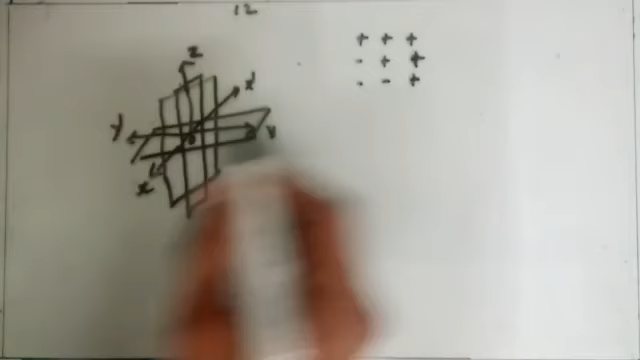 12
z
x'
y'
y
x
+ + +
- + +
- - +